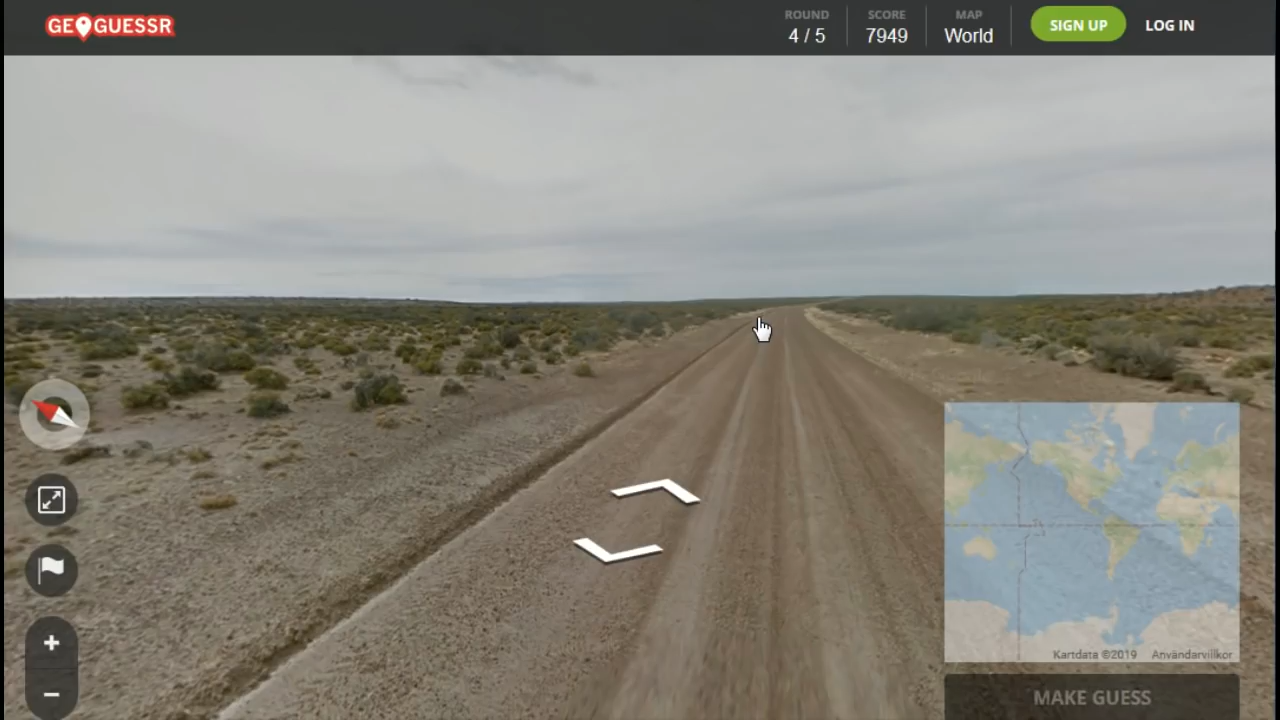 GEOGUESSR
ROUND
4 / 5
SCORE
7949
MAP
World
SIGN UP
LOG IN
Kartdata ©2019 Användarvillkor
MAKE GUESS